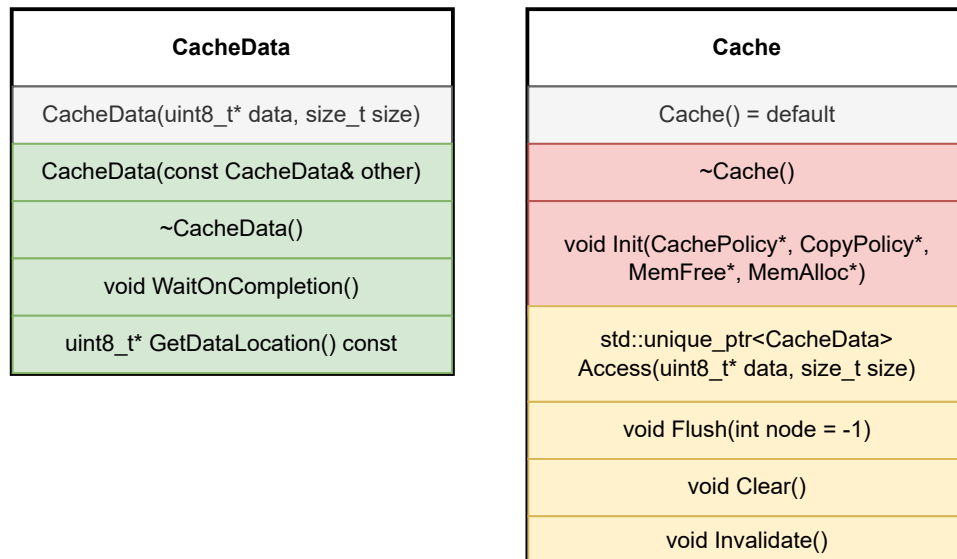 CacheData
CacheData(uint8_t* data, size_t size)
CacheData(const CacheData& other)
~CacheData()
void WaitOnCompletion()
uint8_t* GetDataLocation() const
Cache
Cache() = default
~Cache()
void Init(CachePolicy*, CopyPolicy*,
MemFree*, MemAlloc*)
std::unique_ptr<CacheData>
Access(uint8_t* data, size_t size)
void Flush(int node = -1)
void Clear()
void Invalidate()